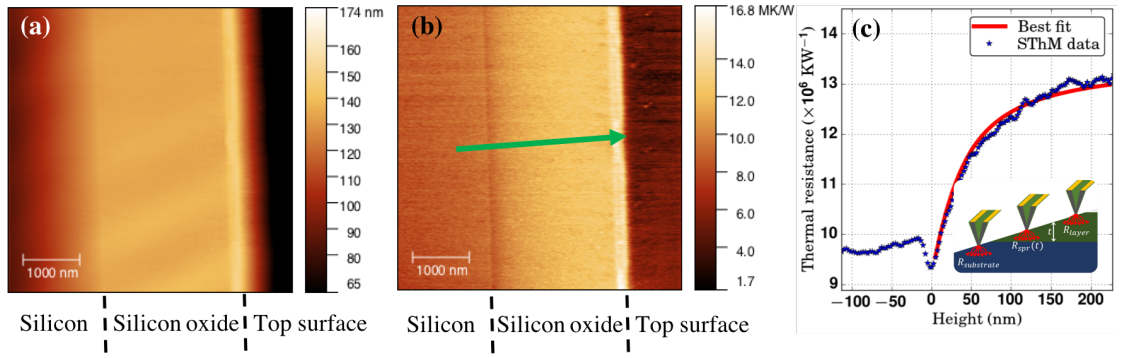 (a)
174 nm
160
150
140
130
120
110
100
90
80
65
1000 nm
Silicon
Silicon oxide
Top surface
(b)
16.8 MK/W
14.0
12.0
10.0
8.0
6.0
4.0
1.7
1000 nm
Silicon
Silicon oxide
Top surface
(c)
Best fit
SThM data
Thermal resistance (×10⁶ KW⁻¹)
14
13
12
11
10
9
R_substrate
R_spr(t)
t
R_layer
−100
−50
0
50
100
150
200
Height (nm)